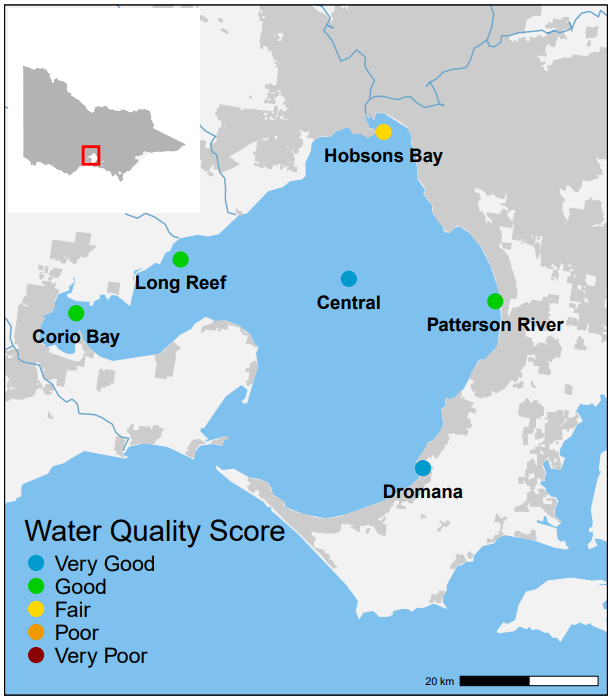 Hobsons Bay
Long Reef
Central
Corio Bay
Patterson River
Dromana
Water Quality Score
Very Good
Good
Fair
Poor
Very Poor
20 km